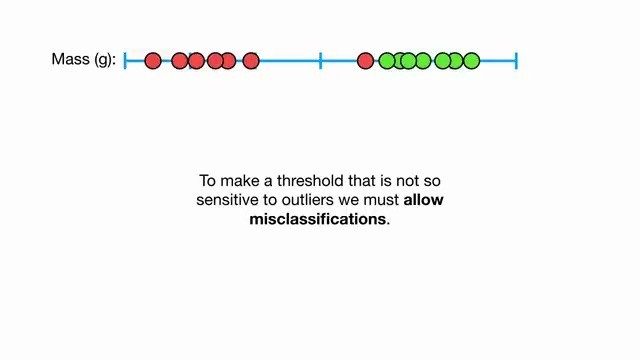 Mass (g):
To make a threshold that is not so
sensitive to outliers we must allow
misclassifications.